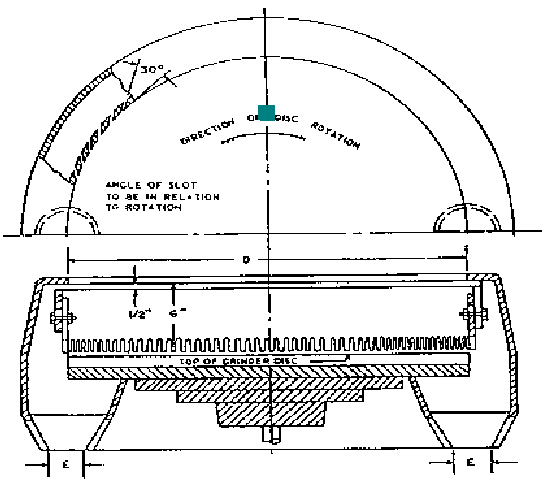 30°
DIRECTION DISC ROTATION
ANGLE OF SLOT
TO BE IN RELATION
TO ROTATION
D
1/2" 6"
TOP OF GRINDER DISC
E E